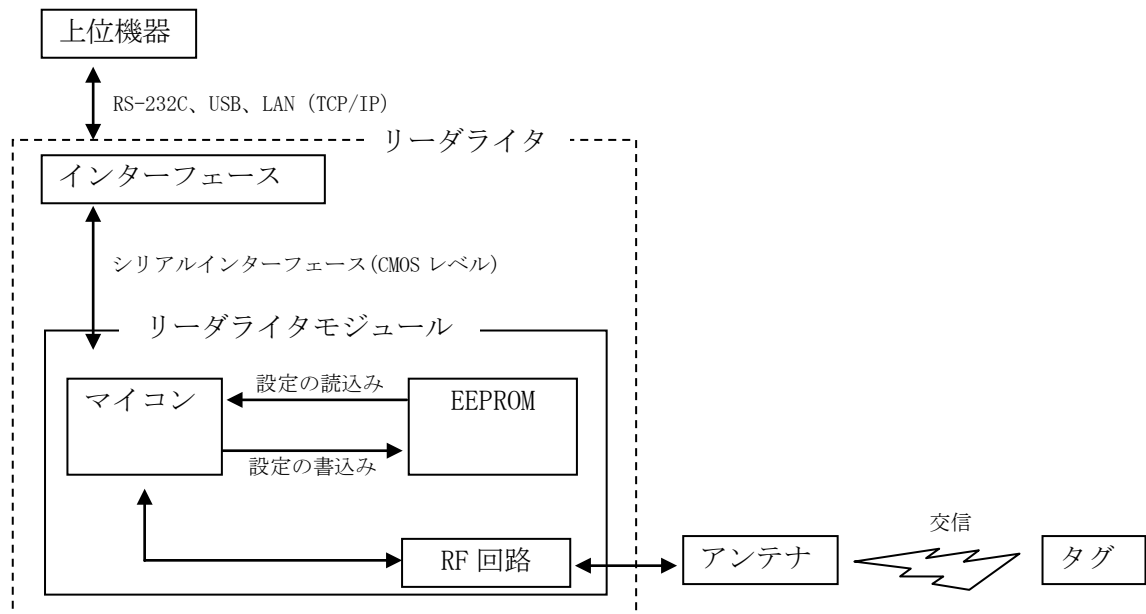 上位機器
RS-232C、USB、LAN (TCP/IP)
リーダライタ
インターフェース
シリアルインターフェース(CMOS レベル)
リーダライタモジュール
マイコン
設定の読込み
EEPROM
設定の書込み
RF 回路
アンテナ
交信
タグ